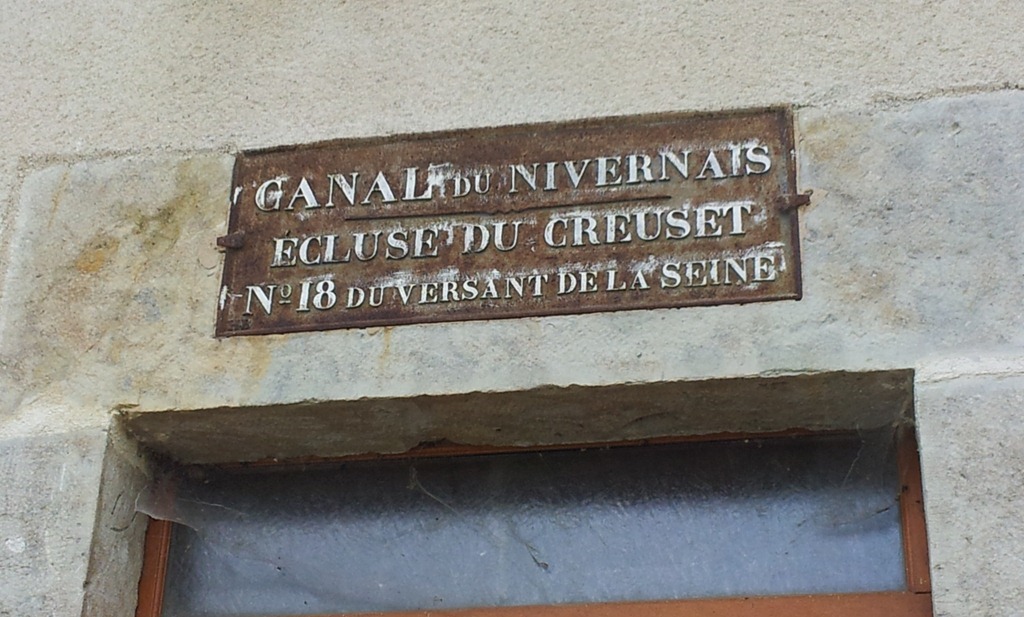 CANAL DU NIVERNAIS
ÉCLUSE DU CREUSET
Nº 18 DU VERSANT DE LA SEINE